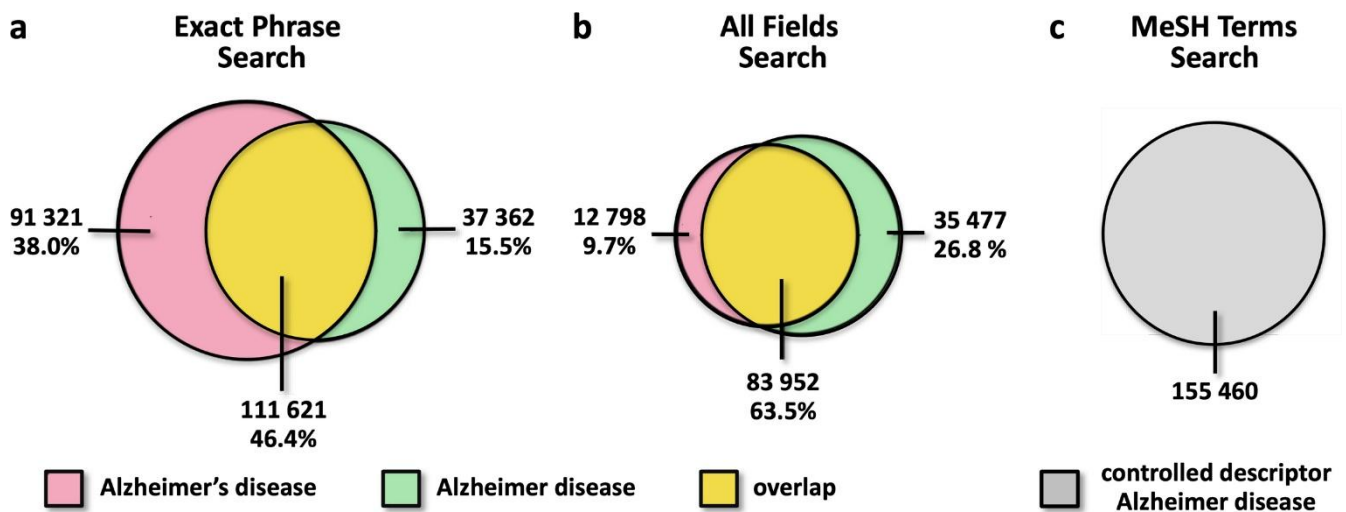 a
Exact Phrase
Search
91 321
38.0%
37 362
15.5%
111 621
46.4%
b
All Fields
Search
12 798
9.7%
35 477
26.8 %
83 952
63.5%
c
MeSH Terms
Search
155 460
Alzheimer's disease
Alzheimer disease
overlap
controlled descriptor
Alzheimer disease